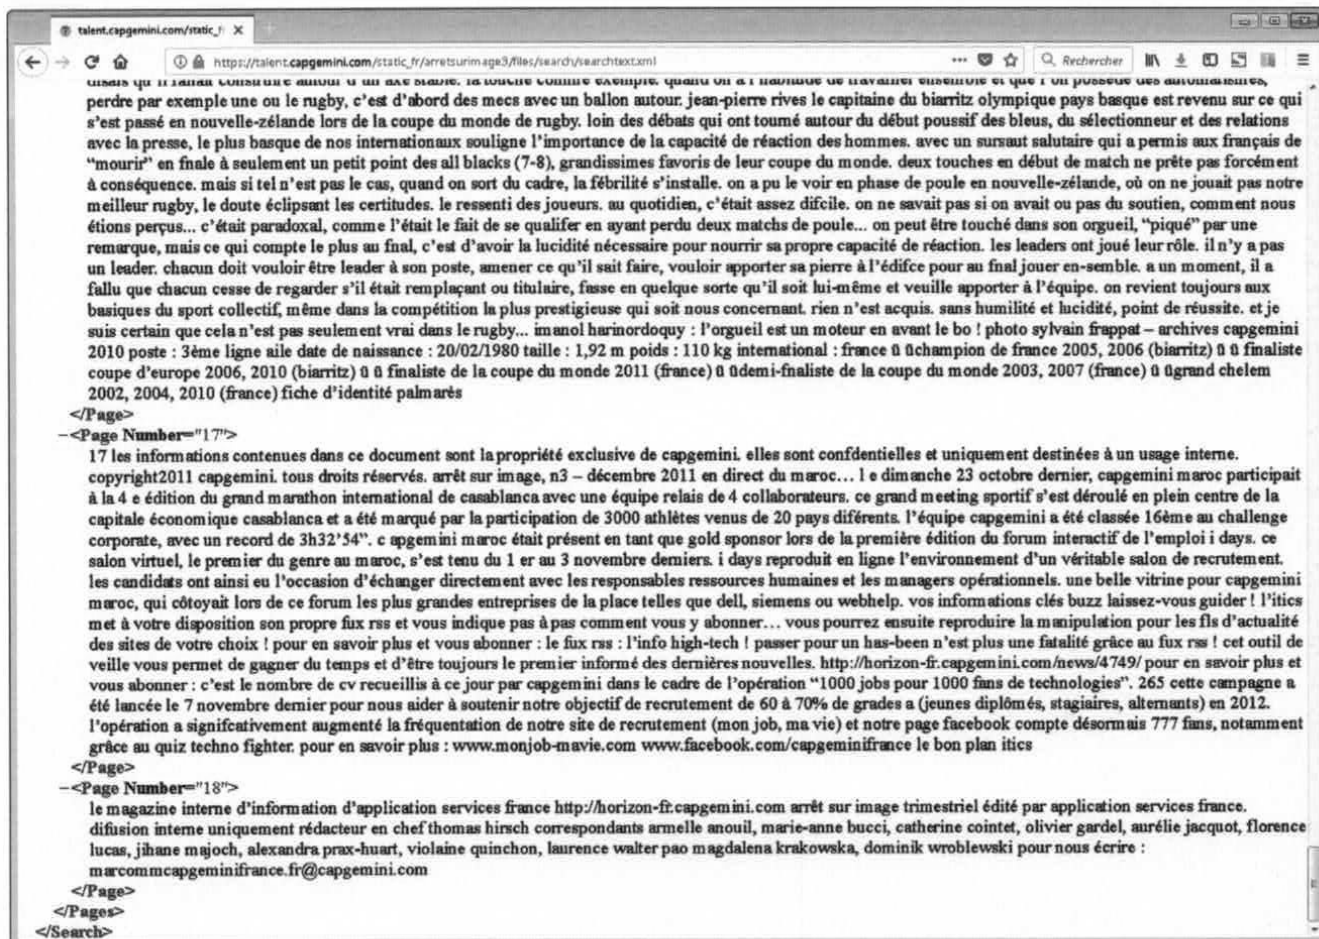 talent.capgemini.com/static_f
https://talent.capgemini.com/static_fr/arretsurimage3/files/search/searchtext.xml
Rechercher
disais qu'il fallait construire autour d'un axe stable. la touche comme exemple. quand on a l'habitude de travailler ensemble et que l'on possède des automatismes,
perdre par exemple une ou le rugby, c'est d'abord des mecs avec un ballon autour. jean-pierre rives le capitaine du biarritz olympique pays basque est revenu sur ce qui
s'est passé en nouvelle-zélande lors de la coupe du monde de rugby. loin des débats qui ont tourné autour du début poussif des bleus, du sélectionneur et des relations
avec la presse, le plus basque de nos internationaux souligne l'importance de la capacité de réaction des hommes. avec un sursaut salutaire qui a permis aux français de
“mourir” en fnale à seulement un petit point des all blacks (7-8), grandissimes favoris de leur coupe du monde. deux touches en début de match ne prête pas forcément
à conséquence. mais si tel n'est pas le cas, quand on sort du cadre, la fébrilité s'installe. on a pu le voir en phase de poule en nouvelle-zélande, où on ne jouait pas notre
meilleur rugby, le doute éclipsant les certitudes. le ressenti des joueurs. au quotidien, c'était assez difcile. on ne savait pas si on avait ou pas du soutien, comment nous
étions perçus... c'était paradoxal, comme l'était le fait de se qualifer en ayant perdu deux matchs de poule... on peut être touché dans son orgueil, “piqué” par une
remarque, mais ce qui compte le plus au fnal, c'est d'avoir la lucidité nécessaire pour nourrir sa propre capacité de réaction. les leaders ont joué leur rôle. il n'y a pas
un leader. chacun doit vouloir être leader à son poste, amener ce qu'il sait faire, vouloir apporter sa pierre à l'édifce pour au fnal jouer en-semble. a un moment, il a
fallu que chacun cesse de regarder s'il était remplaçant ou titulaire, fasse en quelque sorte qu'il soit lui-même et veuille apporter à l'équipe. on revient toujours aux
basiques du sport collectif, même dans la compétition la plus prestigieuse qui soit nous concernant. rien n'est acquis. sans humilité et lucidité, point de réussite. et je
suis certain que cela n'est pas seulement vrai dans le rugby... imanol harinordoquy : l'orgueil est un moteur en avant le bo ! photo sylvain frappat – archives capgemini
2010 poste : 3ème ligne aile date de naissance : 20/02/1980 taille : 1,92 m poids : 110 kg international : france û ûchampion de france 2005, 2006 (biarritz) û û finaliste
coupe d'europe 2006, 2010 (biarritz) û û finaliste de la coupe du monde 2011 (france) û ûdemi-fnaliste de la coupe du monde 2003, 2007 (france) û ûgrand chelem
2002, 2004, 2010 (france) fiche d'identité palmarès
</Page>
–<Page Number="17">
17 les informations contenues dans ce document sont la propriété exclusive de capgemini. elles sont confdentielles et uniquement destinées à un usage interne.
copyright2011 capgemini. tous droits réservés. arrêt sur image, n3 – décembre 2011 en direct du maroc… l e dimanche 23 octobre dernier, capgemini maroc participait
à la 4 e édition du grand marathon international de casablanca avec une équipe relais de 4 collaborateurs. ce grand meeting sportif s'est déroulé en plein centre de la
capitale économique casablanca et a été marqué par la participation de 3000 athlètes venus de 20 pays diférents. l'équipe capgemini a été classée 16ème au challenge
corporate, avec un record de 3h32'54”. c apgemini maroc était présent en tant que gold sponsor lors de la première édition du forum interactif de l'emploi i days. ce
salon virtuel, le premier du genre au maroc, s'est tenu du 1 er au 3 novembre derniers. i days reproduit en ligne l'environnement d'un véritable salon de recrutement.
les candidats ont ainsi eu l'occasion d'échanger directement avec les responsables ressources humaines et les managers opérationnels. une belle vitrine pour capgemini
maroc, qui côtoyait lors de ce forum les plus grandes entreprises de la place telles que dell, siemens ou webhelp. vos informations clés buzz laissez-vous guider ! l'itics
met à votre disposition son propre fux rss et vous indique pas à pas comment vous y abonner… vous pourrez ensuite reproduire la manipulation pour les fls d'actualité
des sites de votre choix ! pour en savoir plus et vous abonner : le fux rss : l'info high-tech ! passer pour un has-been n'est plus une fatalité grâce au fux rss ! cet outil de
veille vous permet de gagner du temps et d'être toujours le premier informé des dernières nouvelles. http://horizon-fr.capgemini.com/news/4749/ pour en savoir plus et
vous abonner : c'est le nombre de cv recueillis à ce jour par capgemini dans le cadre de l'opération “1000 jobs pour 1000 fans de technologies”. 265 cette campagne a
été lancée le 7 novembre dernier pour nous aider à soutenir notre objectif de recrutement de 60 à 70% de grades a (jeunes diplômés, stagiaires, alternants) en 2012.
l'opération a signifcativement augmenté la fréquentation de notre site de recrutement (mon job, ma vie) et notre page facebook compte désormais 777 fans, notamment
grâce au quiz techno fighter. pour en savoir plus : www.monjob-mavie.com www.facebook.com/capgeminifrance le bon plan itics
</Page>
–<Page Number="18">
le magazine interne d'information d'application services france http://horizon-fr.capgemini.com arrêt sur image trimestriel édité par application services france.
difusion interne uniquement rédacteur en chef thomas hirsch correspondants armelle anouil, marie-anne bucci, catherine cointet, olivier gardel, aurélie jacquot, florence
lucas, jihane majoch, alexandra prax-huart, violaine quinchon, laurence walter pao magdalena krakowska, dominik wroblewski pour nous écrire :
marcommcapgeminifrance.fr@capgemini.com
</Page>
</Pages>
</Search>